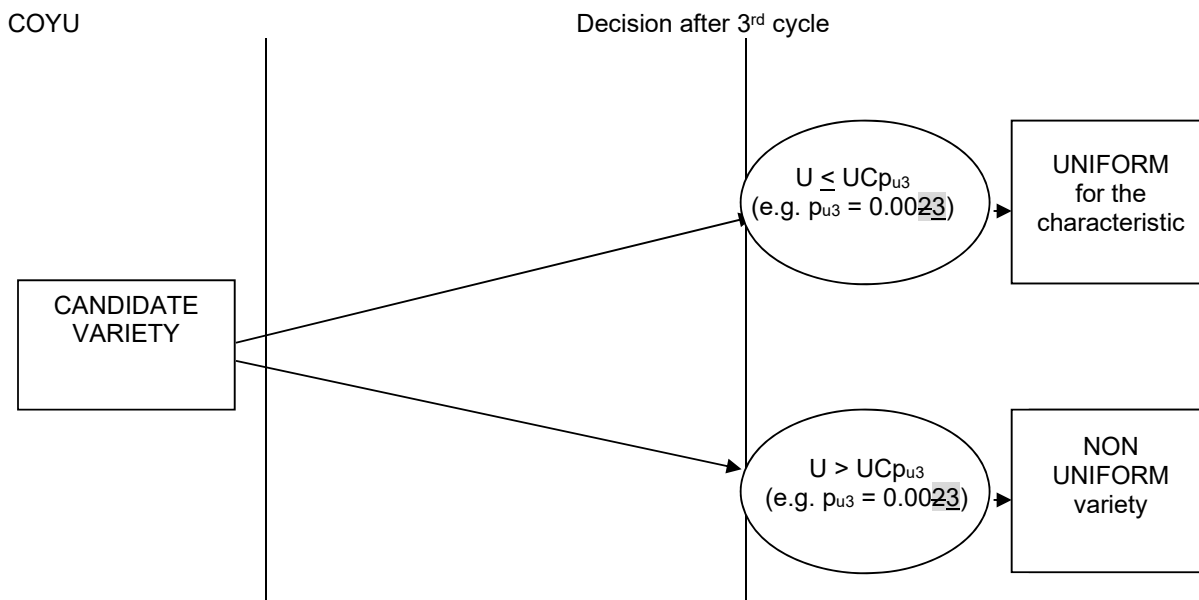 COYU
Decision after 3rd cycle
U ≤ UCpu3
(e.g. pu3 = 0.0023)
UNIFORM
for the
characteristic
CANDIDATE
VARIETY
U > UCpu3
(e.g. pu3 = 0.0023)
NON
UNIFORM
variety